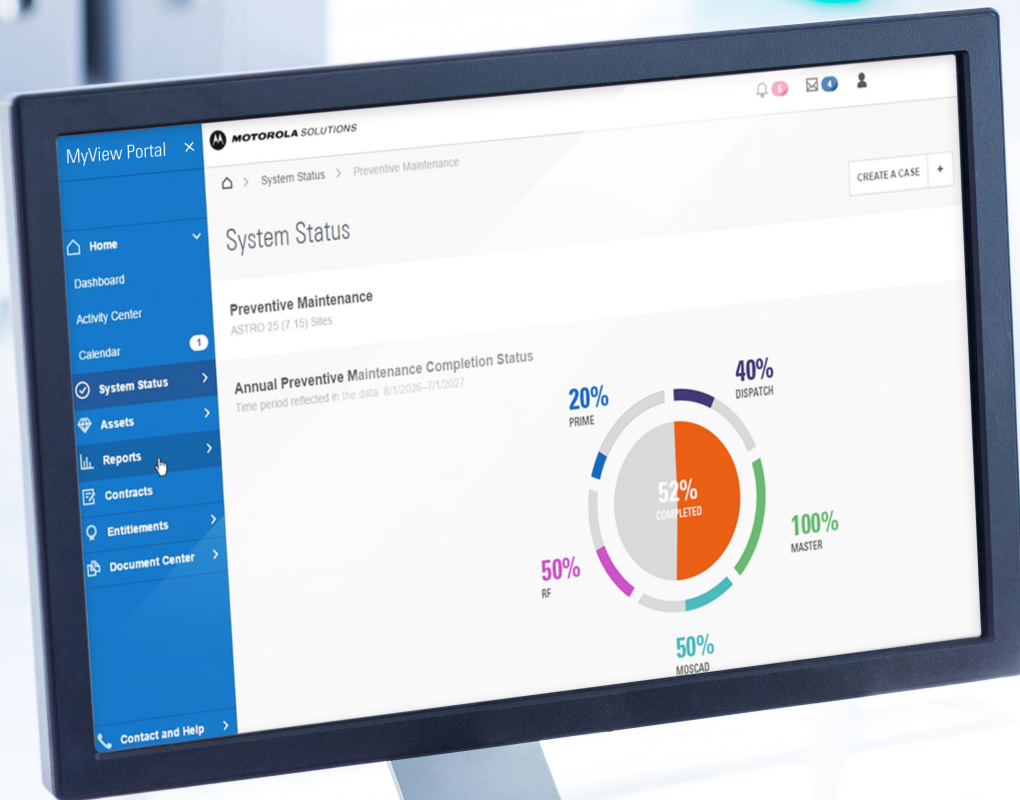 MyView Portal ×
MOTOROLA SOLUTIONS
6
4
System Status > Preventive Maintenance
CREATE A CASE +
System Status
Home
Dashboard
Activity Center
Calendar 1
System Status
Assets
Reports
Contracts
Entitlements
Document Center
Contact and Help
Preventive Maintenance
ASTRO 25 (7.15) Sites
Annual Preventive Maintenance Completion Status
Time period reflected in the data: 8/1/2026–7/1/2027
20%
PRIME
40%
DISPATCH
52%
COMPLETED
100%
MASTER
50%
RF
50%
MOSCAD